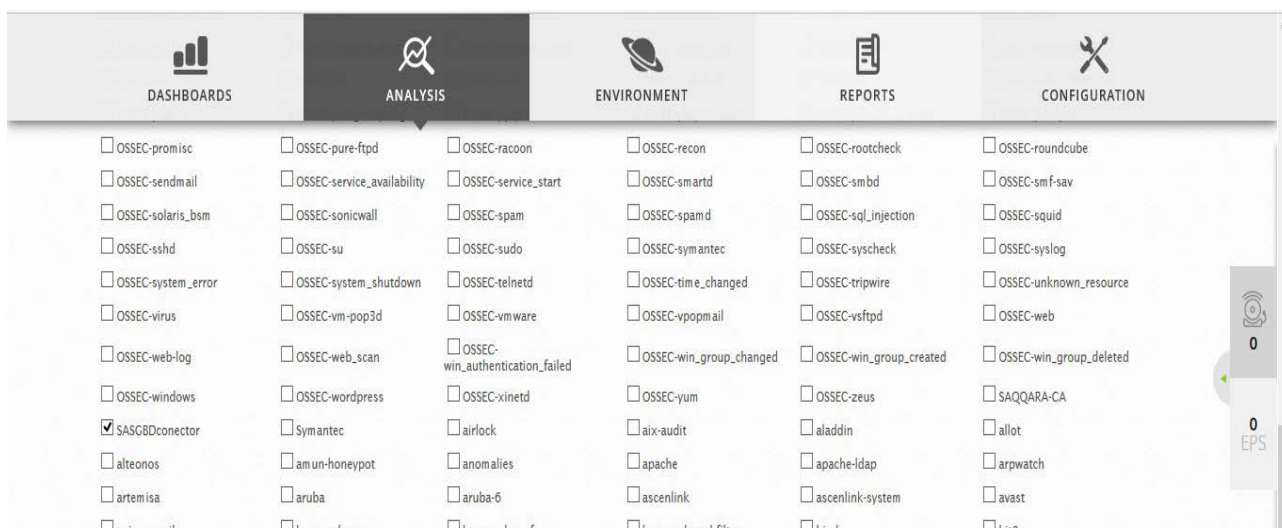 DASHBOARDS ANALYSIS ENVIRONMENT REPORTS CONFIGURATION
OSSEC-promisc OSSEC-pure-ftpd OSSEC-racoon OSSEC-recon OSSEC-rootcheck OSSEC-roundcube
OSSEC-sendmail OSSEC-service_availability OSSEC-service_start OSSEC-smartd OSSEC-smbd OSSEC-smf-sav
OSSEC-solaris_bsm OSSEC-sonicwall OSSEC-spam OSSEC-spamd OSSEC-sql_injection OSSEC-squid
OSSEC-sshd OSSEC-su OSSEC-sudo OSSEC-symantec OSSEC-syscheck OSSEC-syslog
OSSEC-system_error OSSEC-system_shutdown OSSEC-telnetd OSSEC-time_changed OSSEC-tripwire OSSEC-unknown_resource
OSSEC-virus OSSEC-vm-pop3d OSSEC-vmware OSSEC-vpopmail OSSEC-vsftpd OSSEC-web
0
OSSEC-web-log OSSEC-web_scan OSSEC-
win_authentication_failed OSSEC-win_group_changed OSSEC-win_group_created OSSEC-win_group_deleted
OSSEC-windows OSSEC-wordpress OSSEC-xinetd OSSEC-yum OSSEC-zeus SAQQARA-CA
SASGBDconector Symantec airlock aix-audit aladdin allot
0
EPS
alteonos amun-honeypot anomalies apache apache-ldap arpwatch
artemisa aruba aruba-6 ascenlink ascenlink-system avast